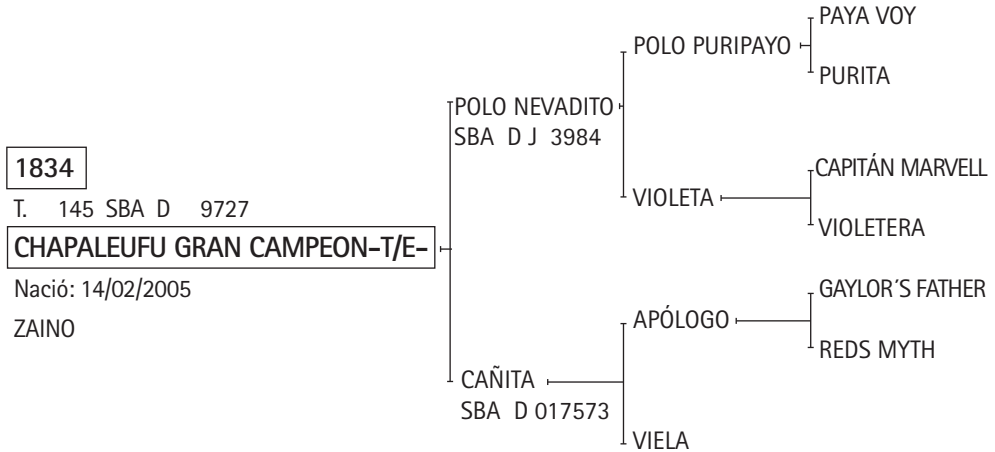 1834
T. 145 SBA D 9727
CHAPALEUFU GRAN CAMPEON-T/E-
Nació: 14/02/2005
ZAINO
POLO NEVADITO
SBA D J 3984
CAÑITA
SBA D 017573
POLO PURIPAYO
VIOLETA
APÓLOGO
VIELA
PAYA VOY
PURITA
CAPITÁN MARVELL
VIOLETERA
GAYLOR´S FATHER
REDS MYTH